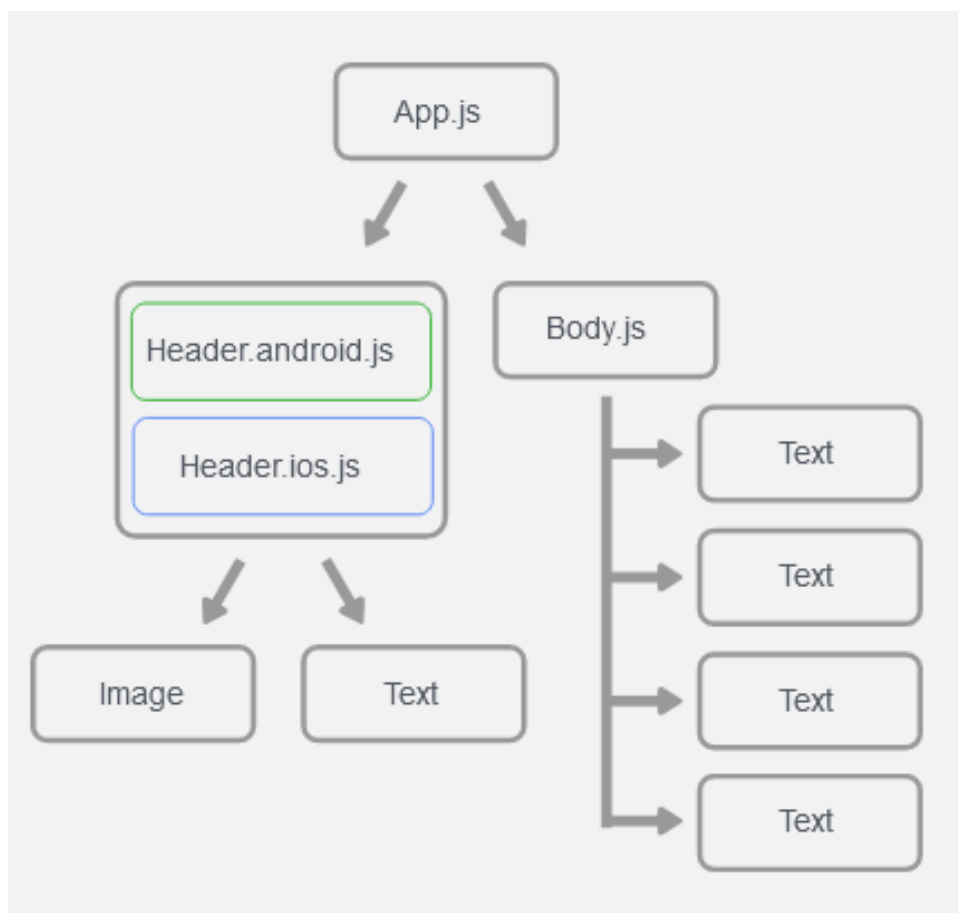 App.js
Header.android.js
Header.ios.js
Body.js
Image
Text
Text
Text
Text
Text